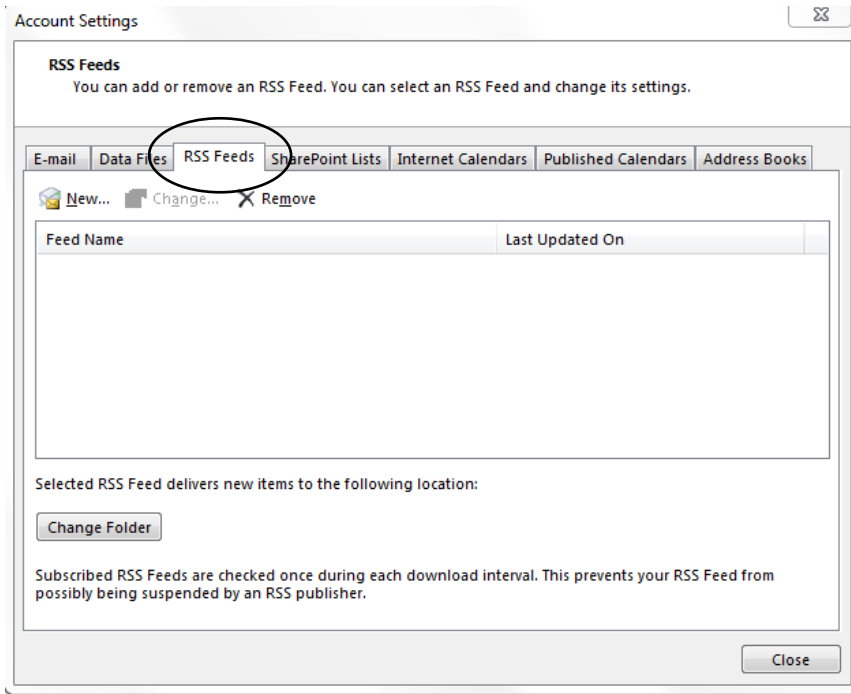 Account Settings
RSS Feeds
You can add or remove an RSS Feed. You can select an RSS Feed and change its settings.
E-mail Data Files RSS Feeds SharePoint Lists Internet Calendars Published Calendars Address Books
New... Change... Remove
Feed Name Last Updated On
Selected RSS Feed delivers new items to the following location:
Change Folder
Subscribed RSS Feeds are checked once during each download interval. This prevents your RSS Feed from
possibly being suspended by an RSS publisher.
Close